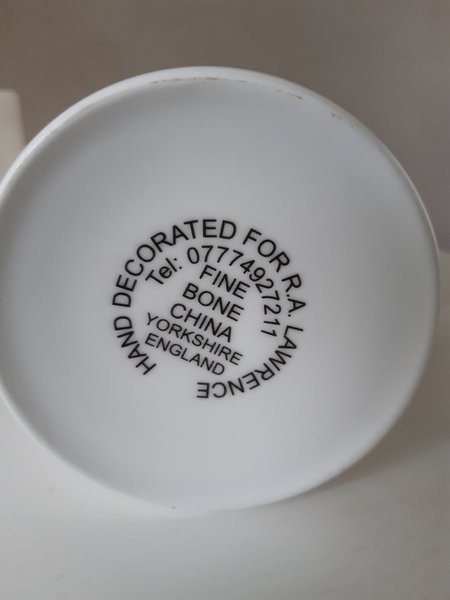 HAND DECORATED FOR R.A. LAWRENCE
Tel: 07774927211
FINE
BONE
CHINA
YORKSHIRE
ENGLAND